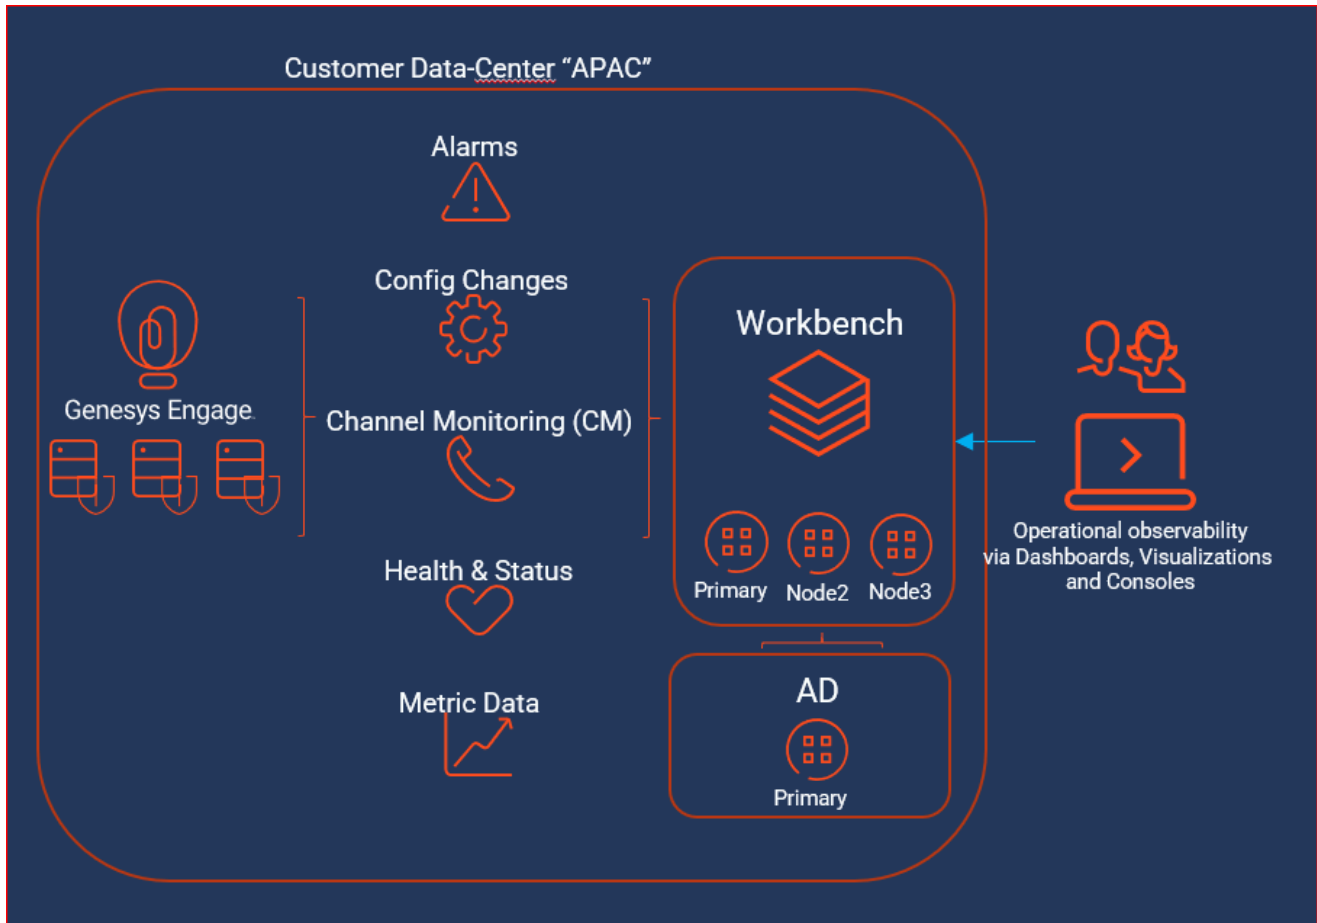 Customer Data-Center “APAC”
Alarms
Config Changes
Genesys Engage.
Channel Monitoring (CM)
Health & Status
Metric Data
Workbench
Primary
Node2
Node3
AD
Primary
Operational observability
via Dashboards, Visualizations
and Consoles